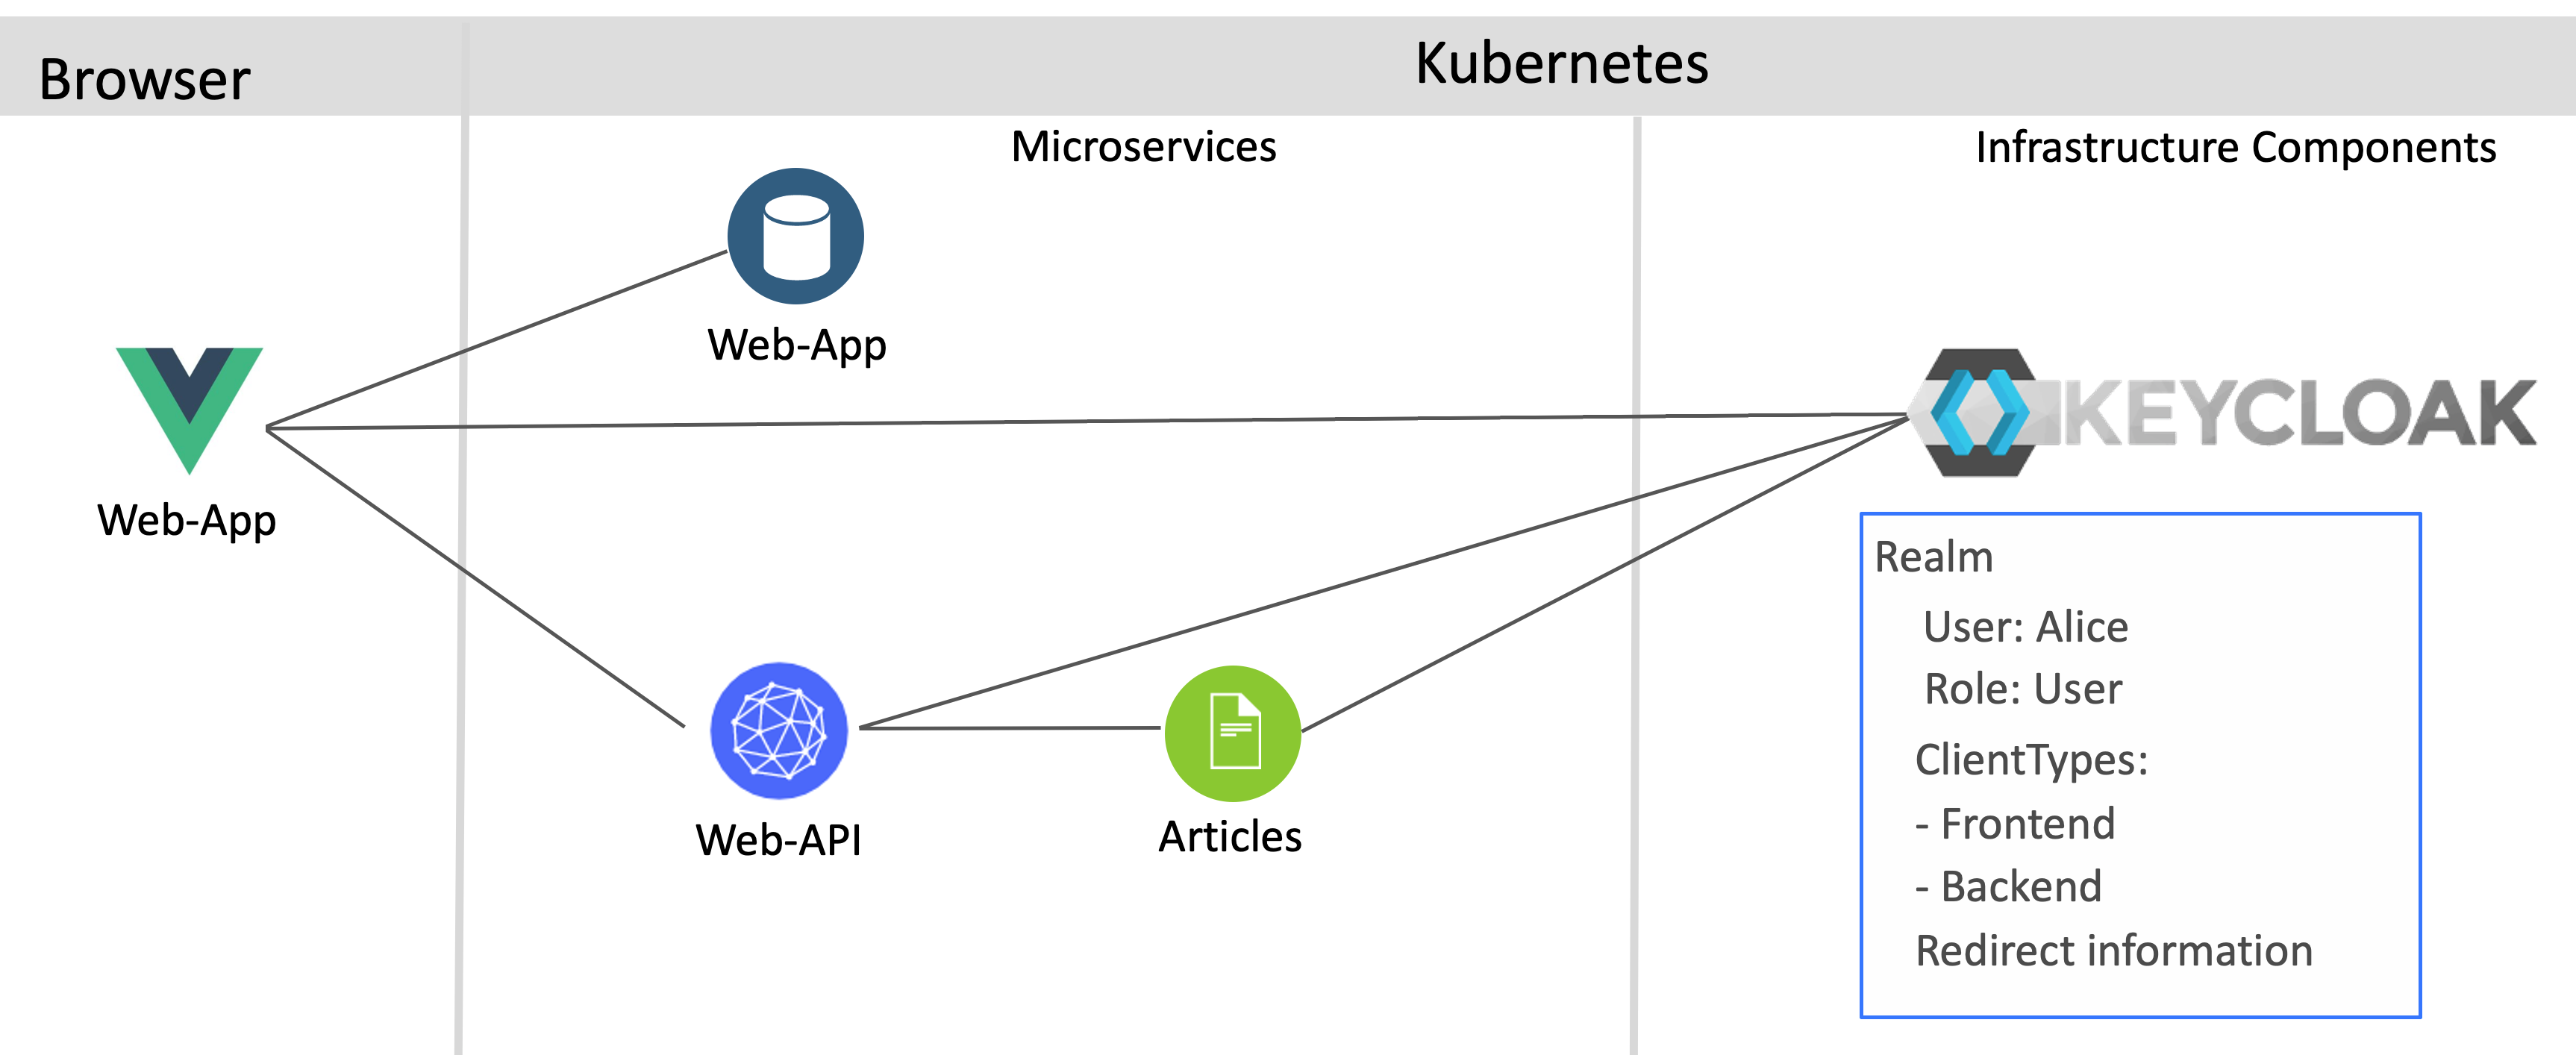 Browser
Kubernetes
Microservices
Infrastructure Components
Web-App
Web-App
KEYCLOAK
Web-API
Articles
Realm
User: Alice
Role: User
ClientTypes:
- Frontend
- Backend
Redirect information